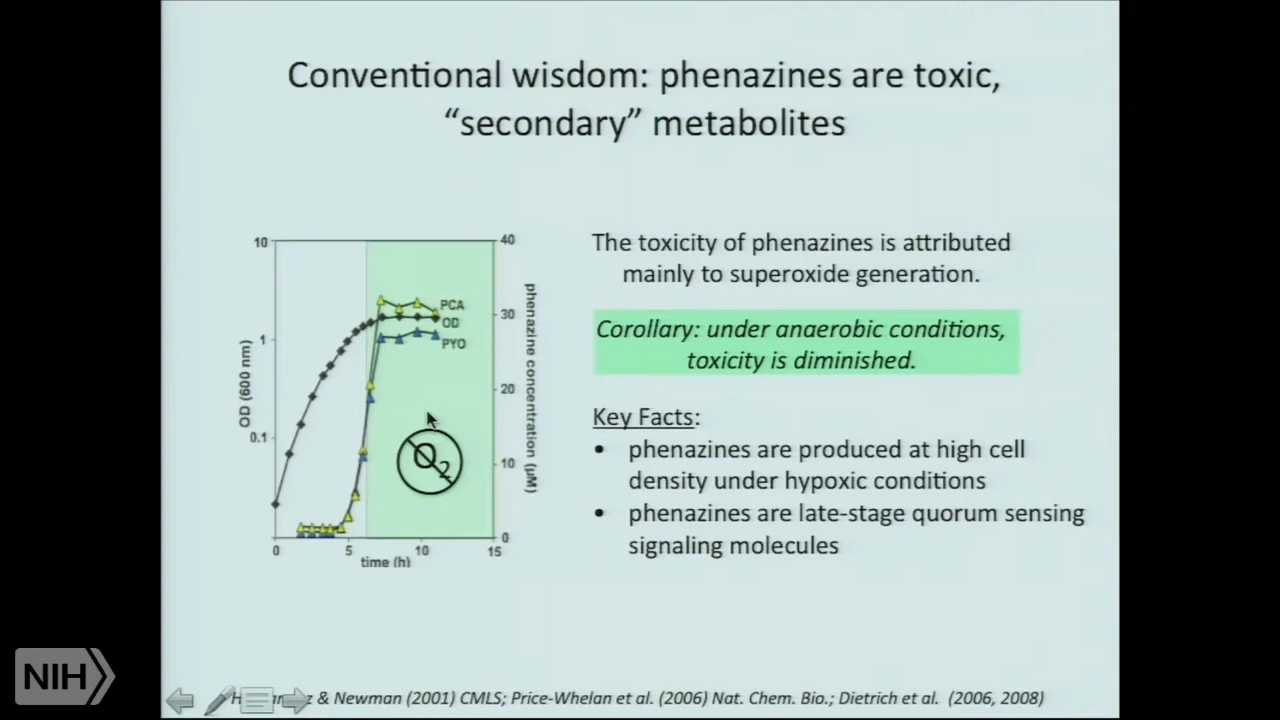 Conventional wisdom: phenazines are toxic,
“secondary” metabolites
10
1
0.1
OD (600 nm)
0
5
10
15
time (h)
40
30
20
10
0
phenazine concentration (µM)
PCA
OD
PYO
O2
The toxicity of phenazines is attributed
mainly to superoxide generation.
Corollary: under anaerobic conditions,
toxicity is diminished.
Key Facts:
• phenazines are produced at high cell
density under hypoxic conditions
• phenazines are late-stage quorum sensing
signaling molecules
& Newman (2001) CMLS; Price-Whelan et al. (2006) Nat. Chem. Bio.; Dietrich et al. (2006, 2008)
NIH